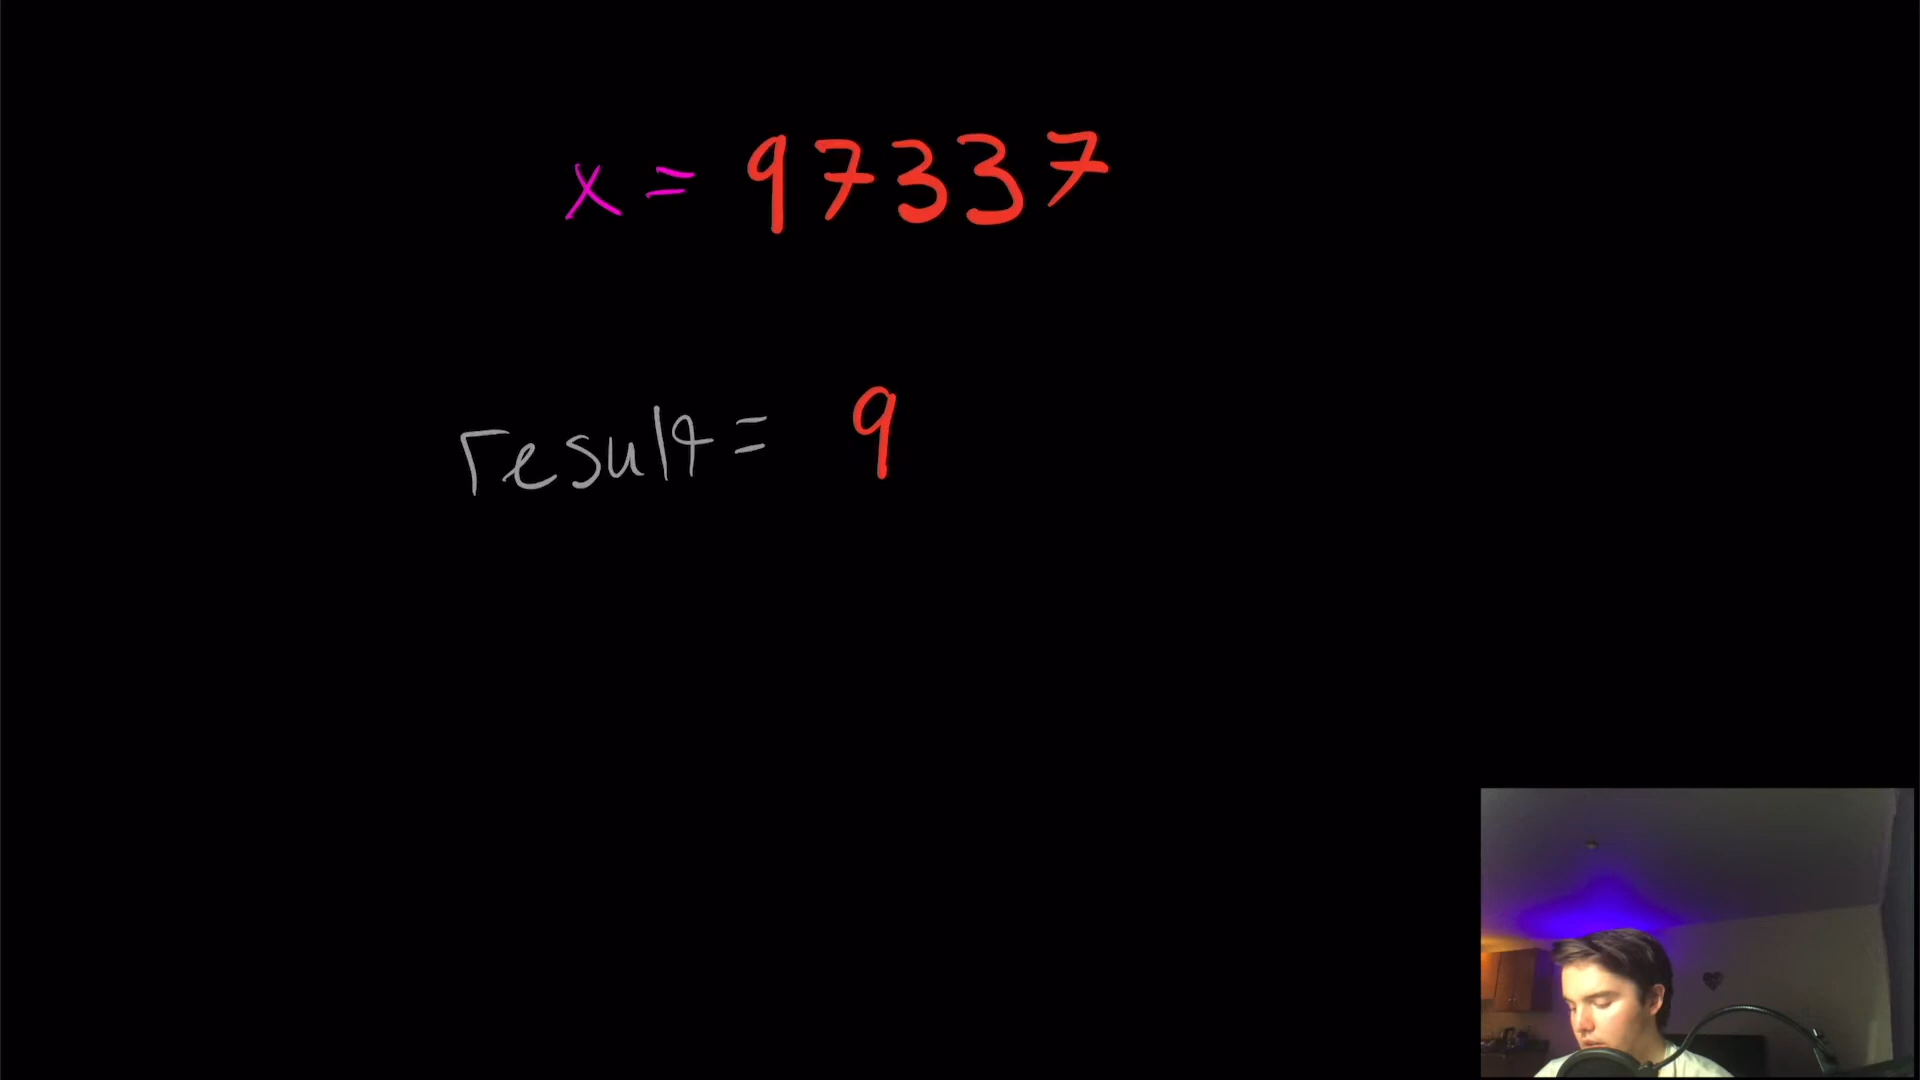 x = 97337
result = 9